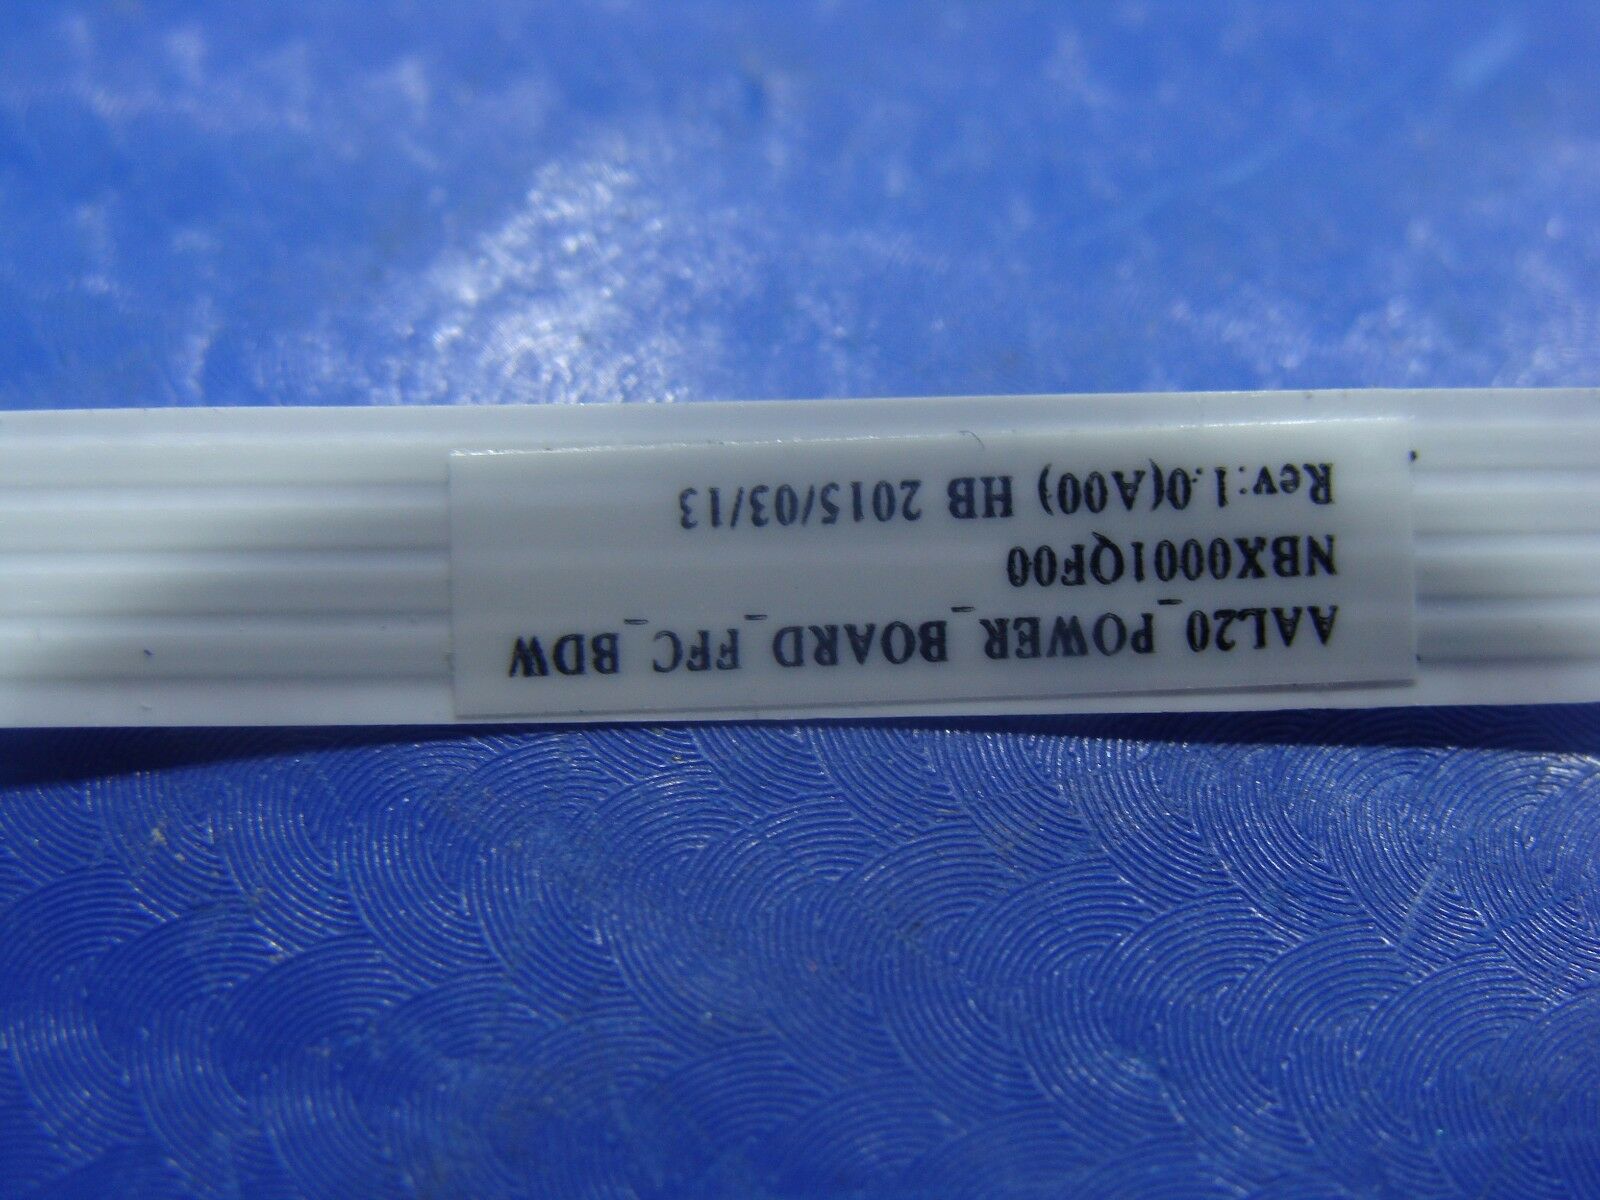 AAL20_POWER_BOARD_FFC_BDW
NBX0001QF00
Rev:1.0(A00) HB 2015/03/13